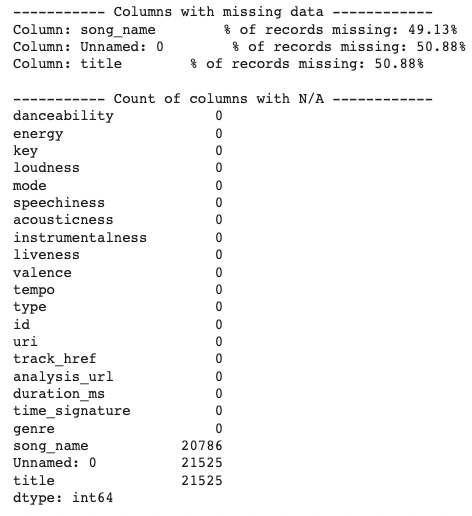 ----------- Columns with missing data ------------
Column: song_name % of records missing: 49.13%
Column: Unnamed: 0 % of records missing: 50.88%
Column: title % of records missing: 50.88%
----------- Count of columns with N/A ------------
danceability 0
energy 0
key 0
loudness 0
mode 0
speechiness 0
acousticness 0
instrumentalness 0
liveness 0
valence 0
tempo 0
type 0
id 0
uri 0
track_href 0
analysis_url 0
duration_ms 0
time_signature 0
genre 0
song_name 20786
Unnamed: 0 21525
title 21525
dtype: int64